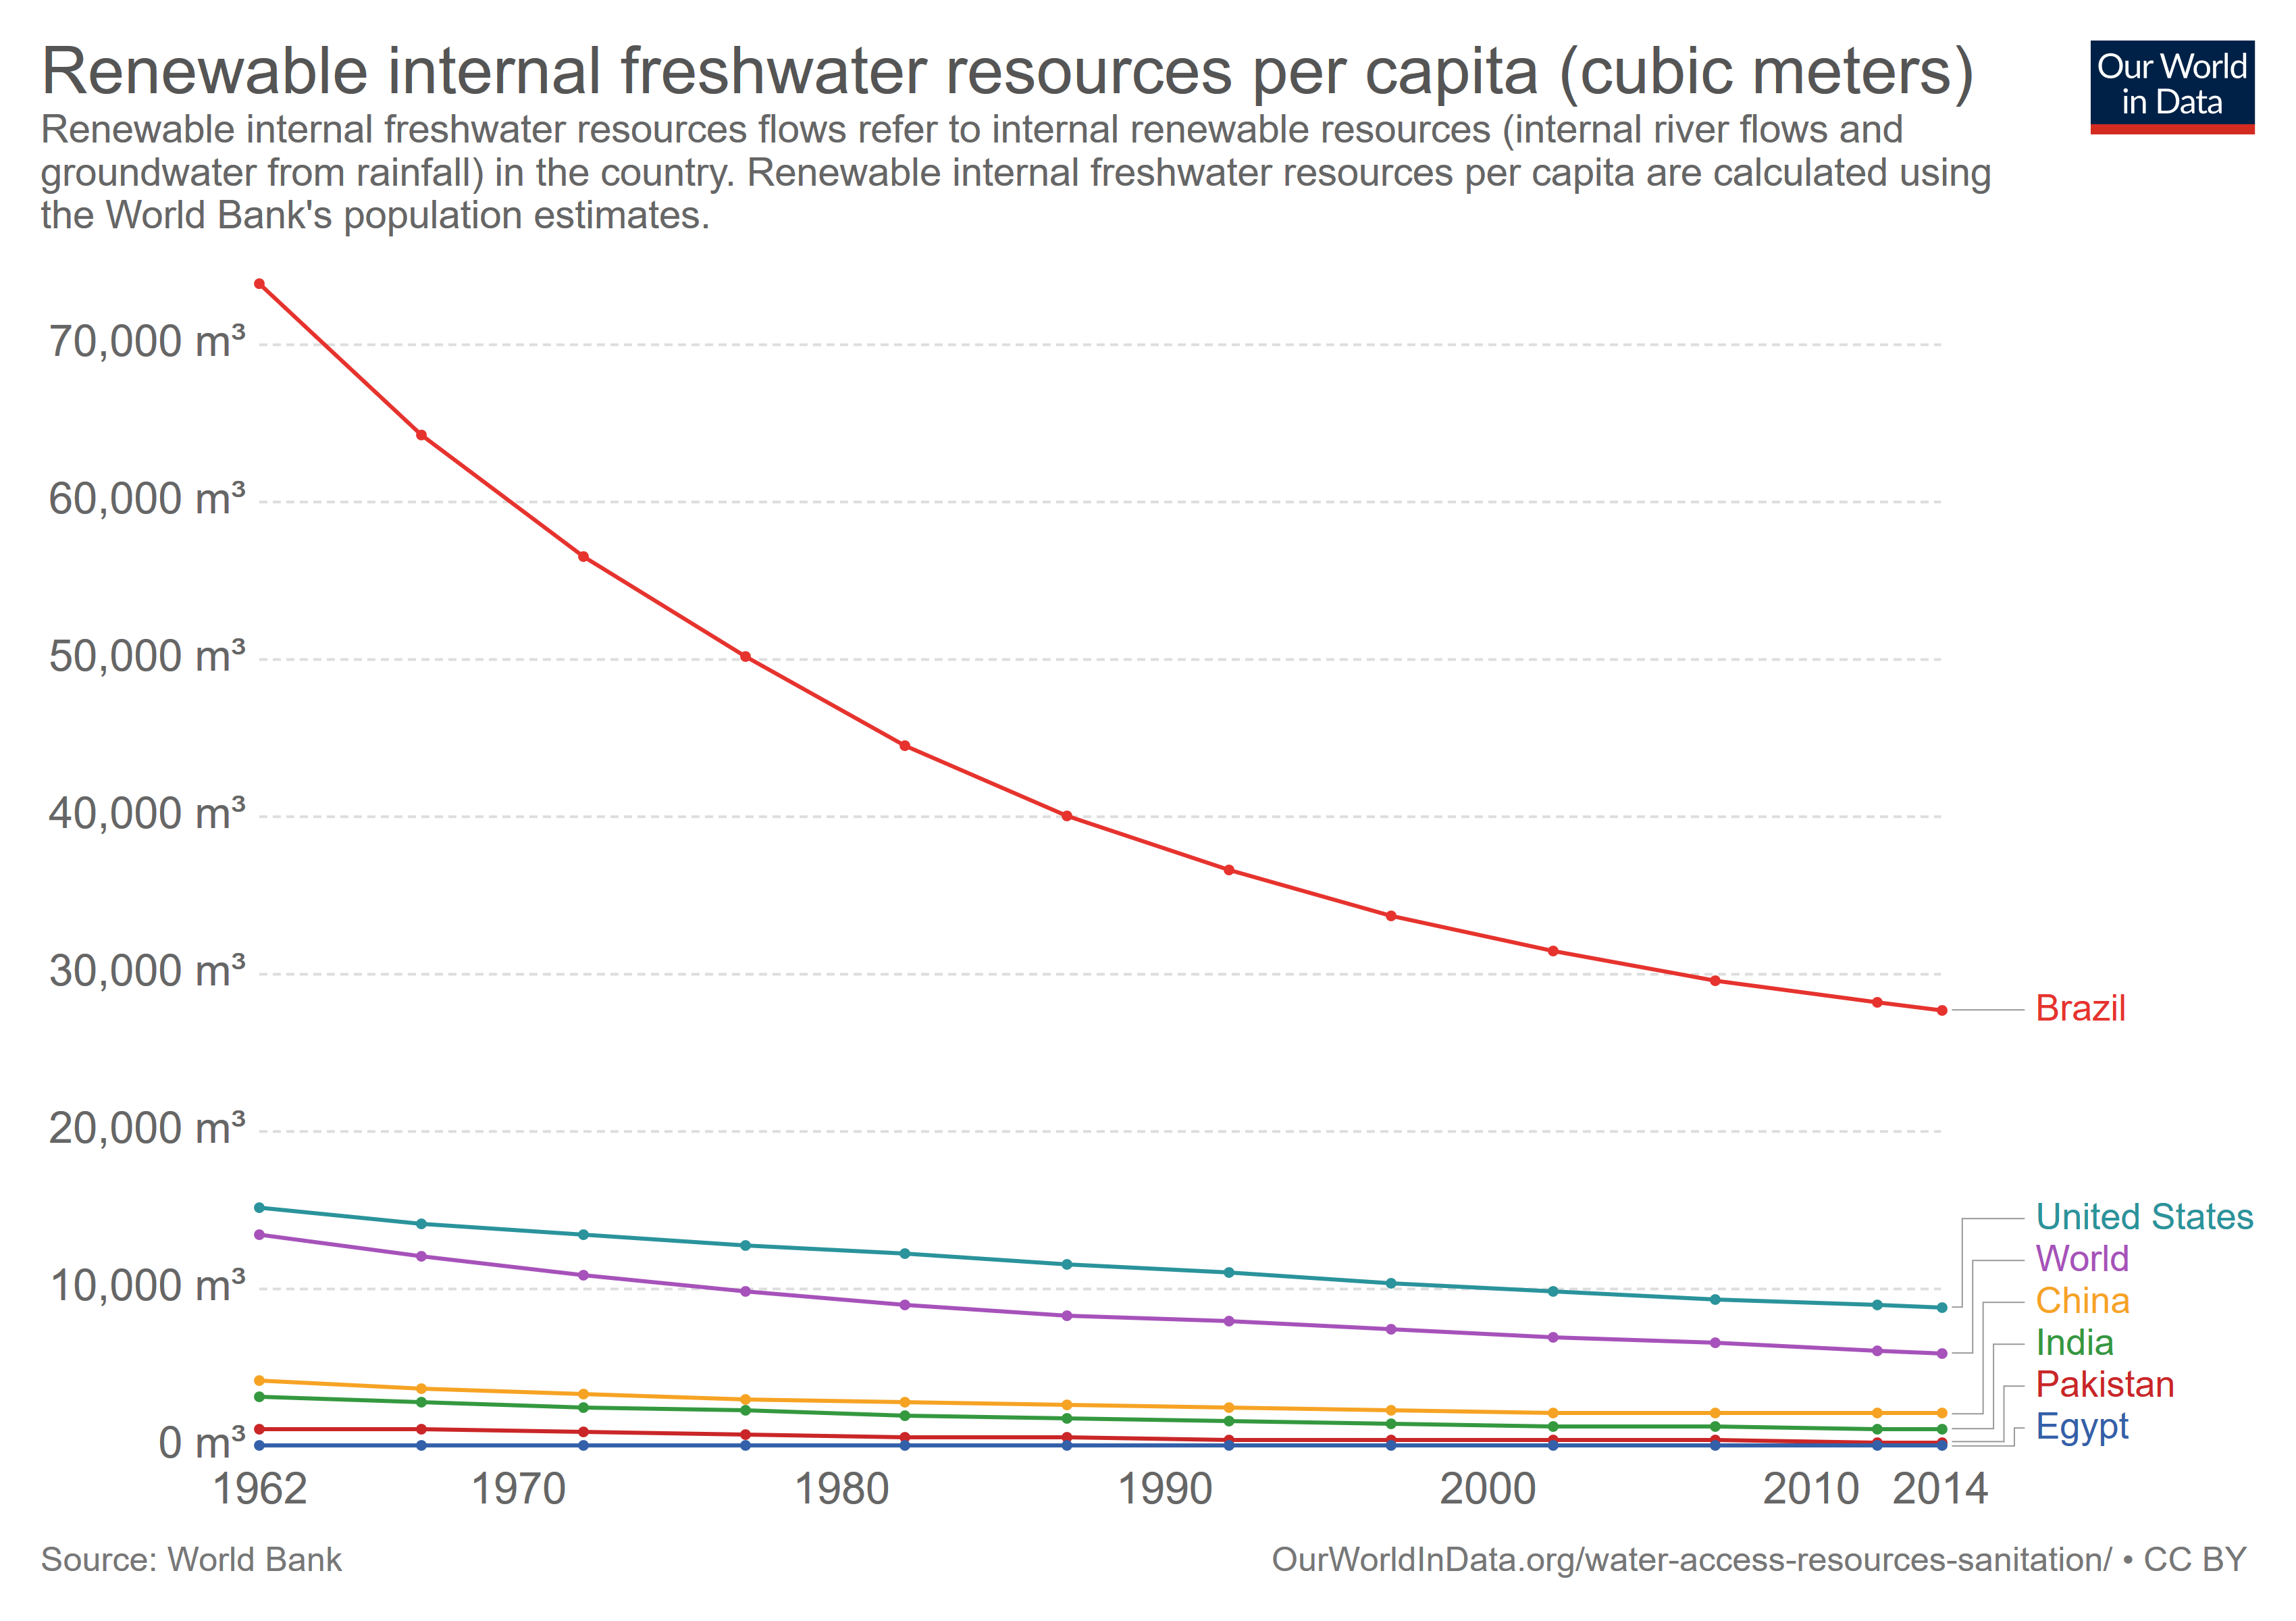 Renewable internal freshwater resources per capita (cubic meters)
Our World
in Data
Renewable internal freshwater resources flows refer to internal renewable resources (internal river flows and
groundwater from rainfall) in the country. Renewable internal freshwater resources per capita are calculated using
the World Bank's population estimates.
70,000 m³
60,000 m³
50,000 m³
40,000 m³
30,000 m³
20,000 m³
10,000 m³
0 m³
Brazil
United States
World
China
India
Pakistan
Egypt
1962 1970 1980 1990 2000 2010 2014
Source: World Bank
OurWorldInData.org/water-access-resources-sanitation/ • CC BY